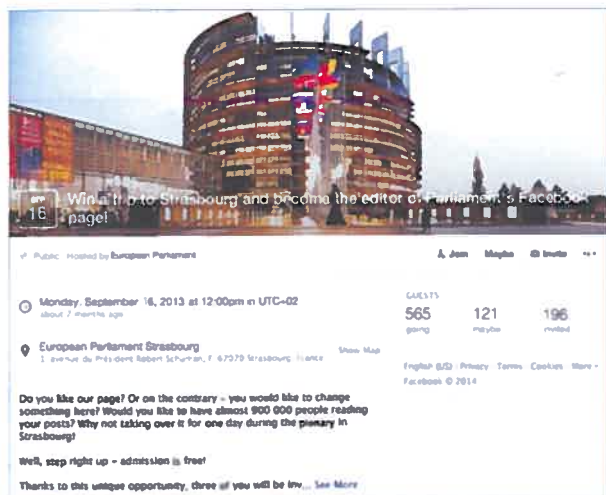 SEP
16
Win a trip to Strasbourg and become the editor of Parliament's Facebook
page!
Public · Hosted by European Parliament
Join Maybe Invite
Monday, September 16, 2013 at 12:00pm in UTC+02
about 7 months ago
European Parliament Strasbourg
1, avenue du Président Robert Schuman, F, 67070 Strasbourg, France
Show Map
GUESTS
565 121 196
going maybe invited
English (US) · Privacy · Terms · Cookies · More
Facebook © 2014
Do you like our page? Or on the contrary – you would like to change
something here? Would you like to have almost 900 000 people reading
your posts? Why not taking over it for one day during the plenary in
Strasbourg!
Well, step right up – admission is free!
Thanks to this unique opportunity, three of you will be inv... See More